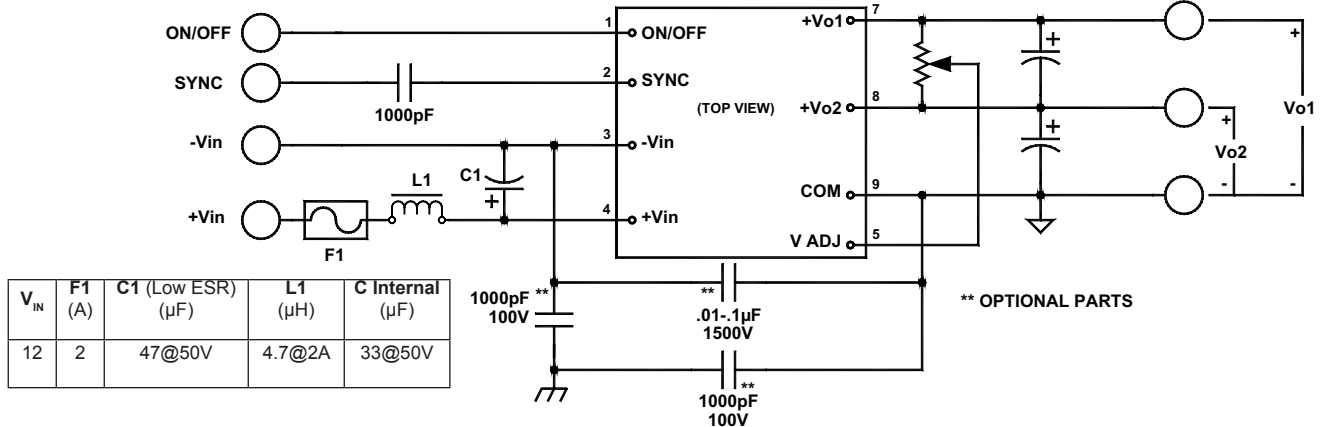 ON/OFF
1
ON/OFF
SYNC
1000pF
2
SYNC
-Vin
3
-Vin
+Vin
F1
L1
C1
+
4
+Vin
(TOP VIEW)
+Vo1
7
+Vo2
8
COM
9
V ADJ
5
+
+
+
Vo1
-
+
Vo2
-
V_IN F1 (A) C1 (Low ESR) (µF) L1 (µH) C Internal (µF)
12 2 47@50V 4.7@2A 33@50V
1000pF **
100V
**
.01-.1µF
1500V
**
1000pF
100V
** OPTIONAL PARTS